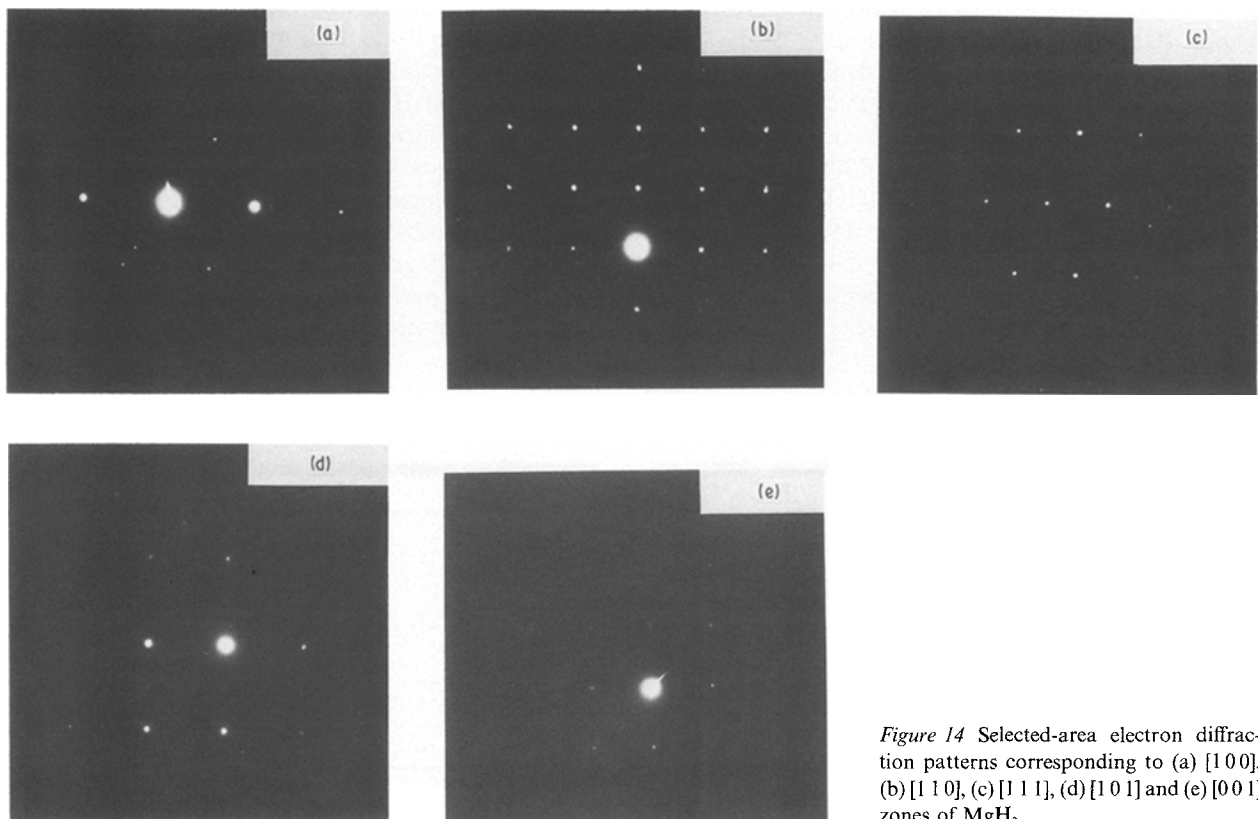 (a)
(b)
(c)
(d)
(e)
Figure 14 Selected-area electron diffrac-
tion patterns corresponding to (a) [1 0 0],
(b) [1 1 0], (c) [1 1 1], (d) [1 0 1] and (e) [0 0 1]
zones of MgH